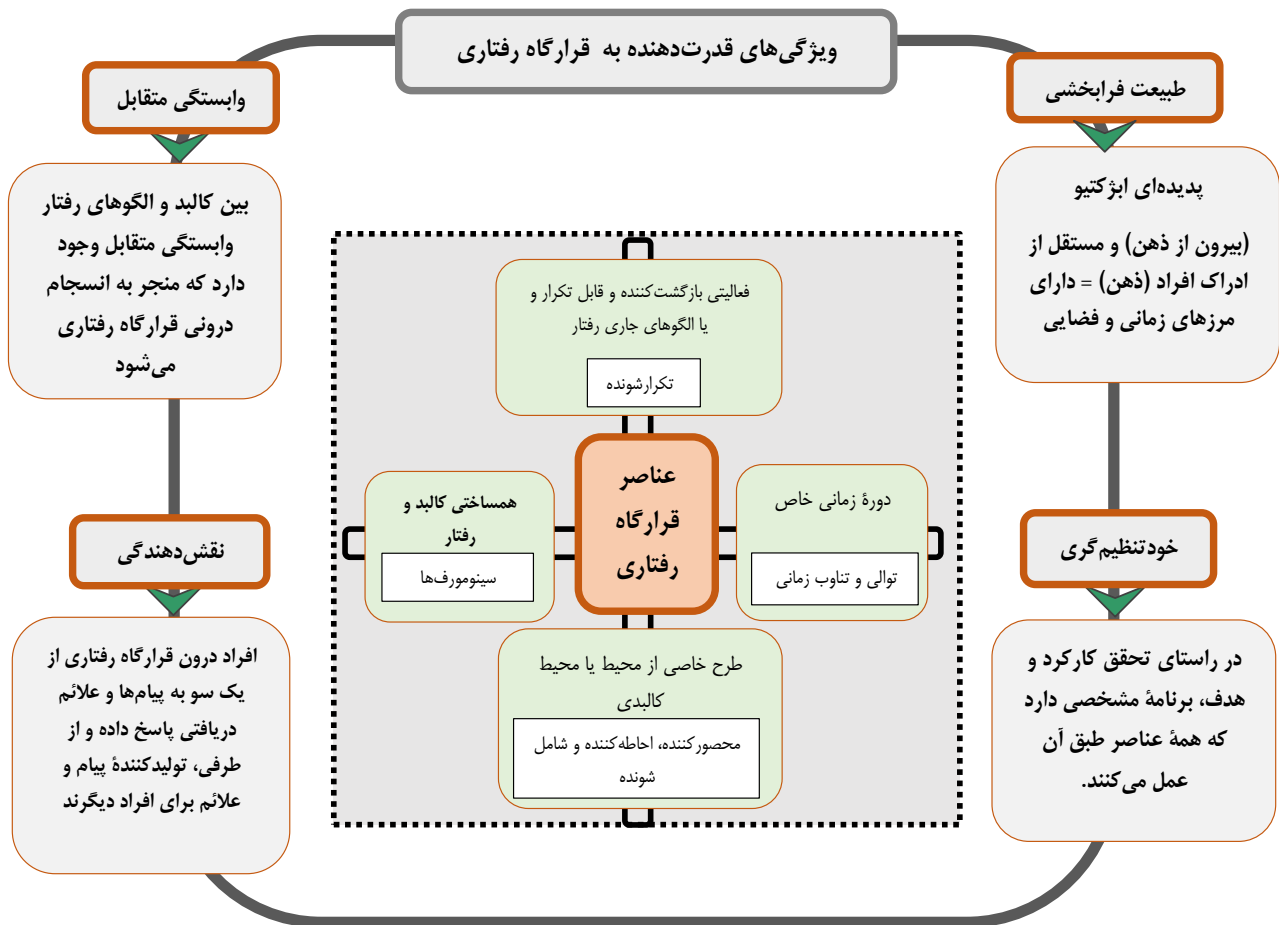 ویژگی‌های قدرت‌دهنده به قرارگاه رفتاری
طبیعت فرابخشی
پدیده‌ای ابژکتیو
(بیرون از ذهن) و مستقل از
ادراک افراد (ذهن) = دارای
مرزهای زمانی و فضایی
وابستگی متقابل
بین کالبد و الگوهای رفتار
وابستگی متقابل وجود
دارد که منجر به انسجام
درونی قرارگاه رفتاری
می‌شود
فعالیتی بازگشت‌کننده و قابل تکرار و
یا الگوهای جاری رفتار
تکرارشونده
عناصر
قرارگاه
رفتاری
دورۀ زمانی خاص
توالی و تناوب زمانی
همساختی کالبد و
رفتار
سینومورف‌ها
طرح خاصی از محیط یا محیط
کالبدی
محصورکننده، احاطه‌کننده و شامل
شونده
خودتنظیم‌گری
در راستای تحقق کارکرد و
هدف، برنامۀ مشخصی دارد
که همۀ عناصر طبق آن
عمل می‌کنند.
نقش‌دهندگی
افراد درون قرارگاه رفتاری از
یک سو به پیام‌ها و علائم
دریافتی پاسخ داده و از
طرفی، تولیدکنندۀ پیام و
علائم برای افراد دیگرند